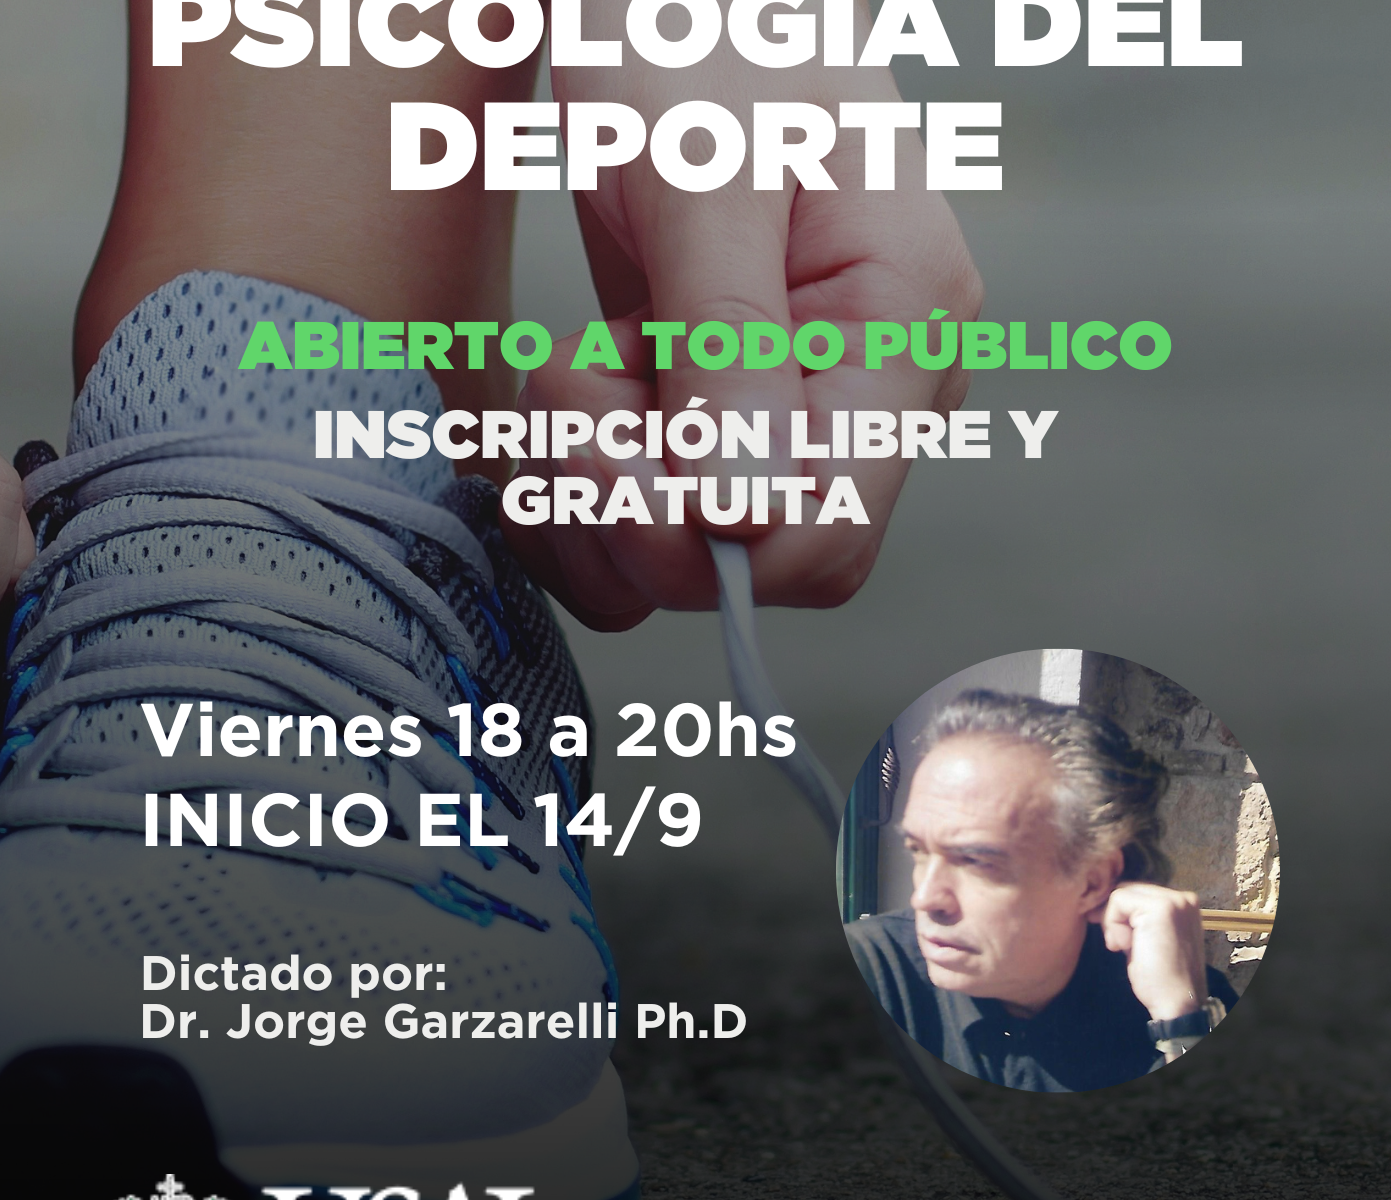 PSICOLOGÍA DEL
DEPORTE
ABIERTO A TODO PÚBLICO
INSCRIPCIÓN LIBRE Y
GRATUITA
Viernes 18 a 20hs
INICIO EL 14/9
Dictado por:
Dr. Jorge Garzarelli Ph.D